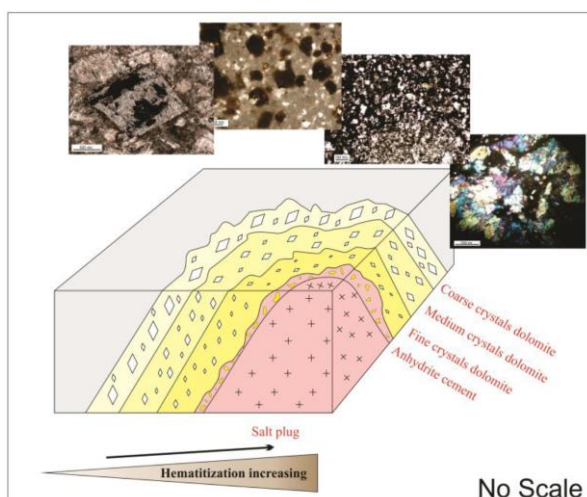 Coarse crystals dolomite
Medium crystals dolomite
Fine crystals dolomite
Anhydrite cement
Salt plug
Hematitization increasing
No Scale